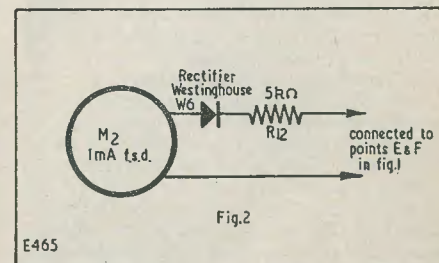 Rectifier
Westinghouse
W6
5kΩ
R12
M2
1mA f.s.d.
connected to
points E & F
in fig.1
Fig.2
E465